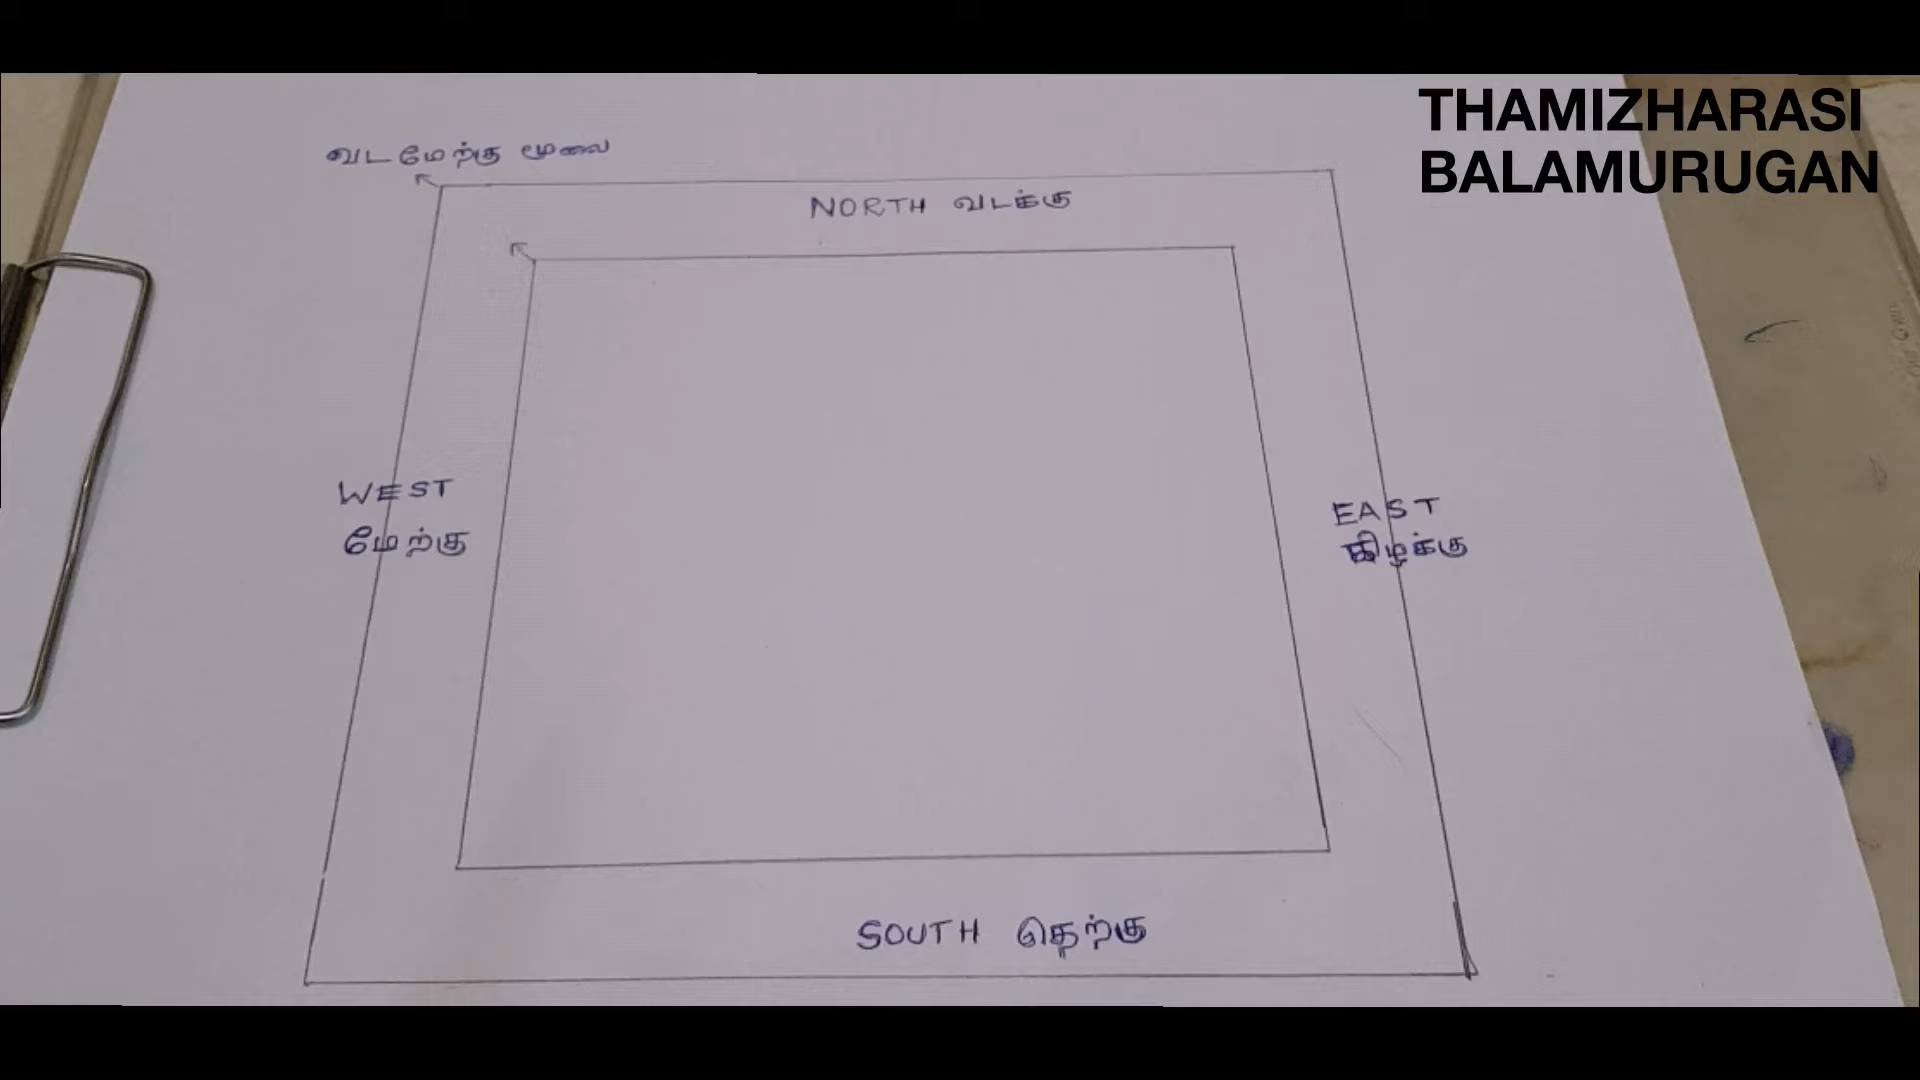 THAMIZHARASI
BALAMURUGAN
வடமேற்கு மூலை
NORTH வடக்கு
WEST
மேற்கு
EAST
கிழக்கு
SOUTH தெற்கு